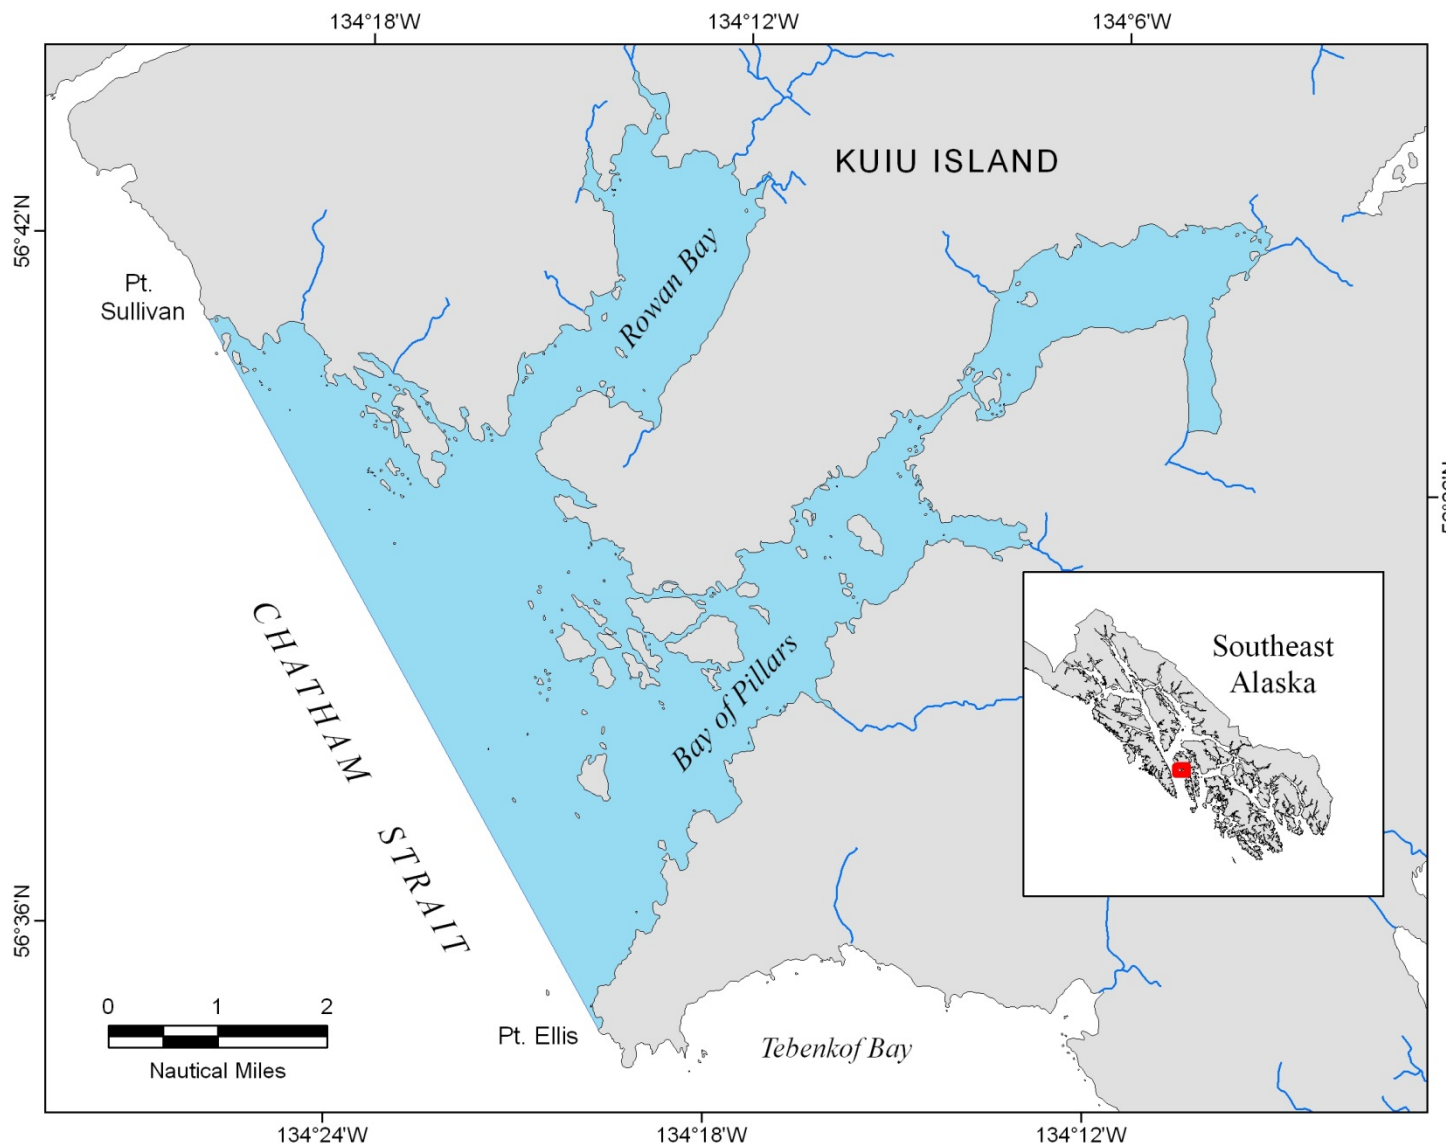 134°18'W
134°12'W
134°6'W
KUIU ISLAND
56°42'N
Rowan Bay
Pt.
Sullivan
Southeast
Alaska
CHATHAM STRAIT
Bay of Pillars
56°36'N
0 1 2
Nautical Miles
Pt. Ellis
Tebenkof Bay
134°24'W
134°18'W
134°12'W